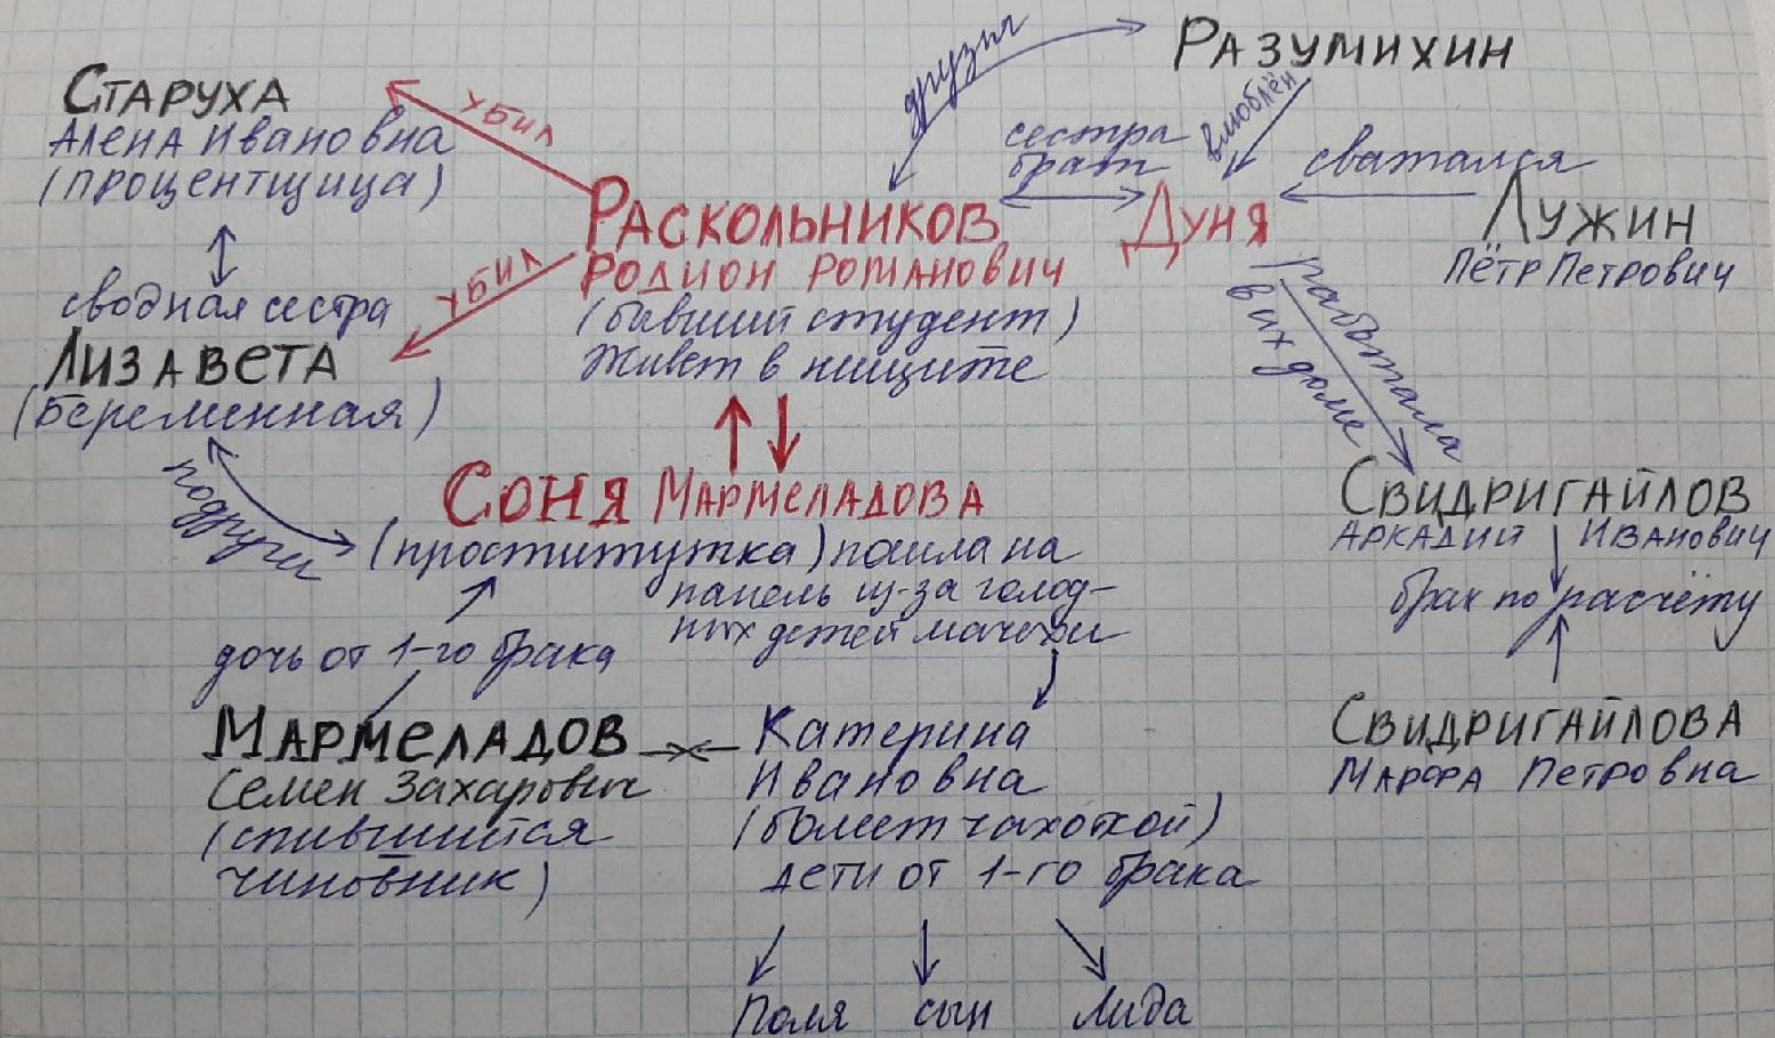 друзья
РАЗУМИХИН
влюблён
СТАРУХА
Алена Ивановна
(процентщица)
убил
сестра
брат
сватался
РАСКОЛЬНИКОВ
Родион Романович
(бывший студент)
Живет в нищите
ДУНЯ
ЛУЖИН
Пётр Петрович
сводная сестра
убил
ЛИЗАВЕТА
(беременная)
работала
в их доме
подруги
СОНЯ МАРМЕЛАДОВА
(проститутка) пошла на
панель из-за голод-
ных детей мачехи
СВИДРИГАЙЛОВ
Аркадий Иванович
брак по расчёту
дочь от 1-го брака
МАРМЕЛАДОВ
Семен Захарович
(спившийся
чиновник)
Катерина
Ивановна
(болеет чахоткой)
дети от 1-го брака
СВИДРИГАЙЛОВА
Марфа Петровна
Поля сын Лида